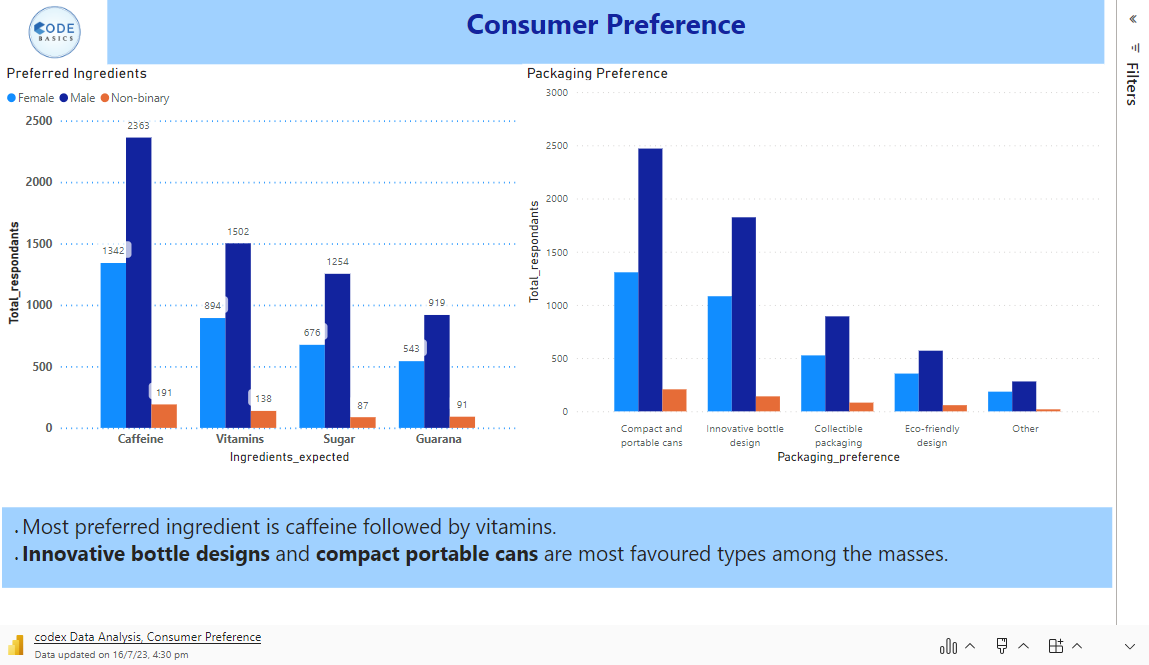 CODE
BASICS
Consumer Preference
Filters
Preferred Ingredients
Female Male Non-binary
2500
2000
1500
1000
500
0
Total_respondants
1342
2363
191
894
1502
138
676
1254
87
543
919
91
Caffeine
Vitamins
Sugar
Guarana
Ingredients_expected
Packaging Preference
3000
2500
2000
1500
1000
500
0
Total_respondants
Compact and
portable cans
Innovative bottle
design
Collectible
packaging
Eco-friendly
design
Other
Packaging_preference
. Most preferred ingredient is caffeine followed by vitamins.
. Innovative bottle designs and compact portable cans are most favoured types among the masses.
codex Data Analysis, Consumer Preference
Data updated on 16/7/23, 4:30 pm